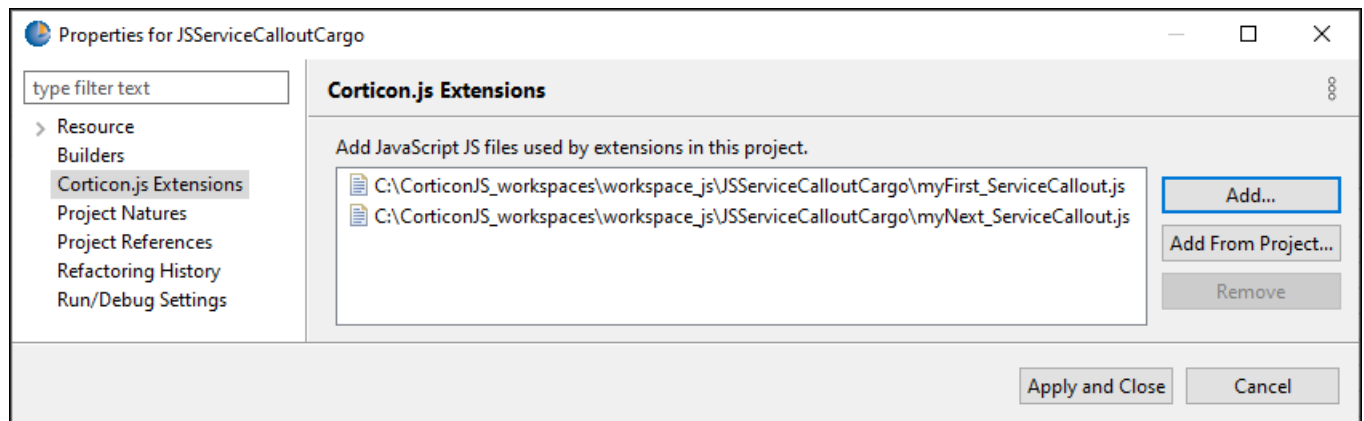 Properties for JSServiceCalloutCargo
type filter text
Resource
Builders
Corticon.js Extensions
Project Natures
Project References
Refactoring History
Run/Debug Settings
Corticon.js Extensions
Add JavaScript JS files used by extensions in this project.
C:\CorticonJS_workspaces\workspace_js\JSServiceCalloutCargo\myFirst_ServiceCallout.js
C:\CorticonJS_workspaces\workspace_js\JSServiceCalloutCargo\myNext_ServiceCallout.js
Add...
Add From Project...
Remove
Apply and Close
Cancel